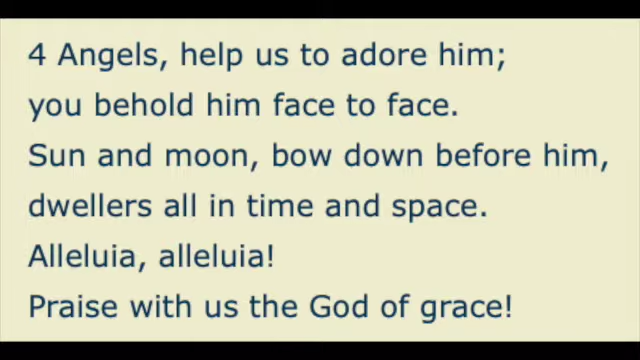 4 Angels, help us to adore him;
you behold him face to face.
Sun and moon, bow down before him,
dwellers all in time and space.
Alleluia, alleluia!
Praise with us the God of grace!